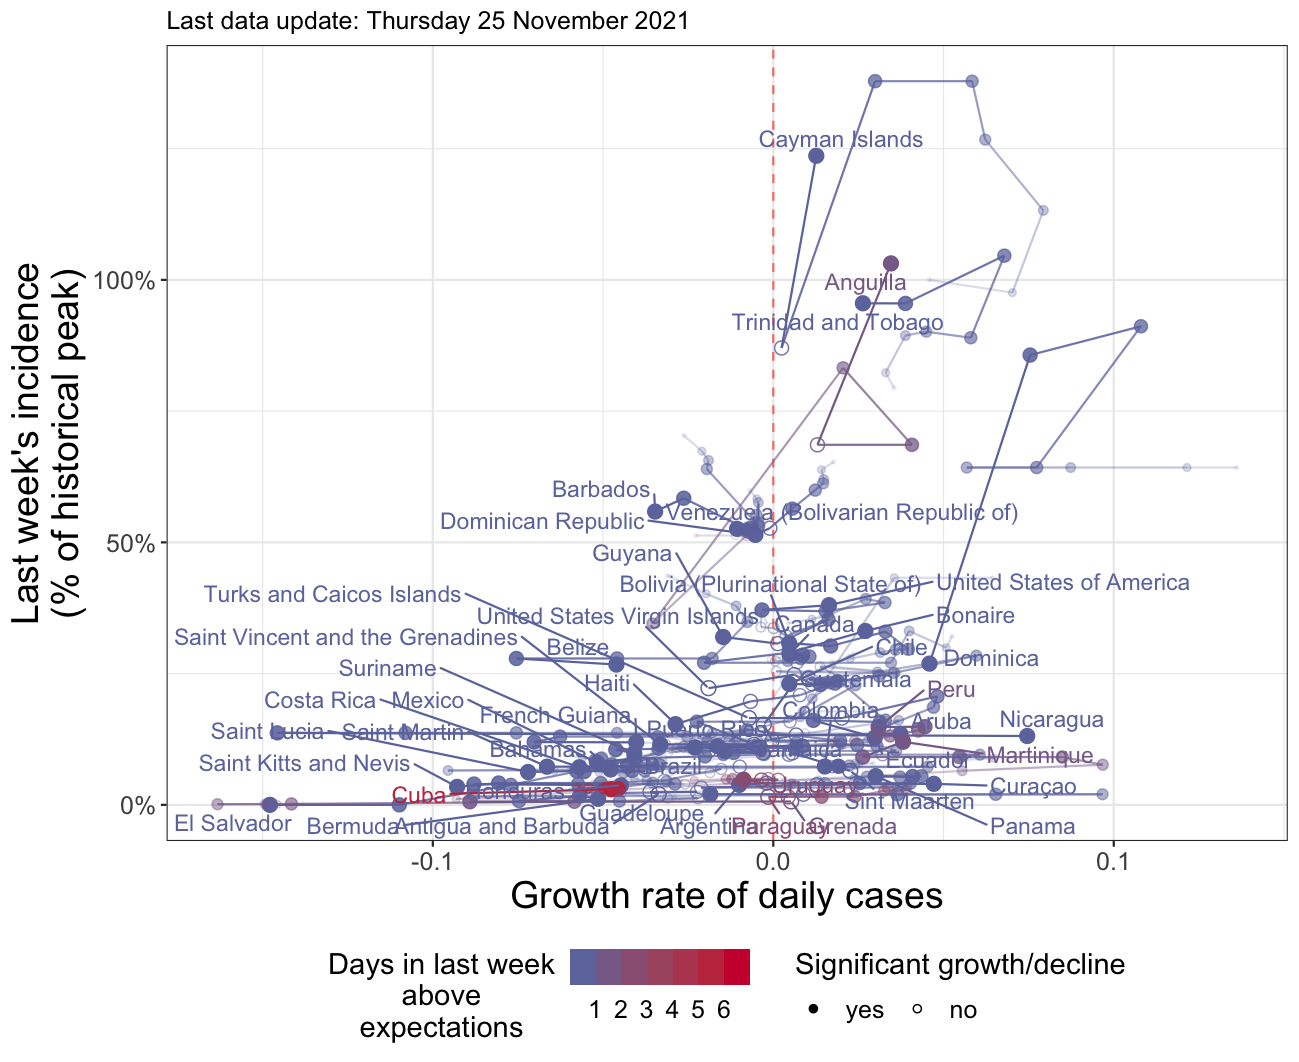 Last data update: Thursday 25 November 2021
Last week's incidence
(% of historical peak)
100%
50%
0%
Cayman Islands
Anguilla
Trinidad and Tobago
Barbados
Venezuela (Bolivarian Republic of)
Dominican Republic
Guyana
Bolivia (Plurinational State of)
United States of America
Turks and Caicos Islands
United States Virgin Islands
Bonaire
Canada
Saint Vincent and the Grenadines
Belize
Chile
Dominica
Suriname
Haiti
Guatemala
Peru
Costa Rica
Mexico
French Guiana
Colombia
Aruba
Nicaragua
Saint Lucia
Saint Martin
Puerto Rico
Bahamas
Jamaica
Ecuador
Martinique
Saint Kitts and Nevis
Brazil
Cuba
Honduras
Uruguay
Curaçao
Sint Maarten
El Salvador
Bermuda
Antigua and Barbuda
Guadeloupe
Argentina
Paraguay
Grenada
Panama
-0.1
0.0
0.1
Growth rate of daily cases
Days in last week
above
expectations
1 2 3 4 5 6
Significant growth/decline
yes
no